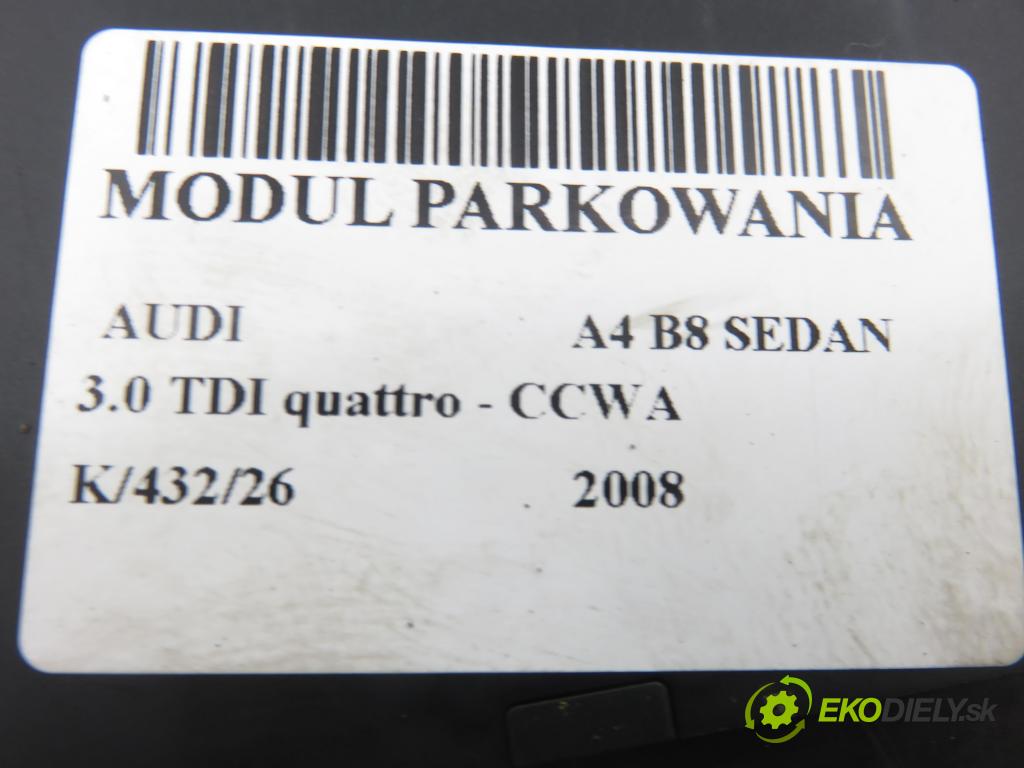 MODUL PARKOWANIA
AUDI A4 B8 SEDAN
3.0 TDI quattro - CCWA
K/432/26 2008
EKODIELY.sk